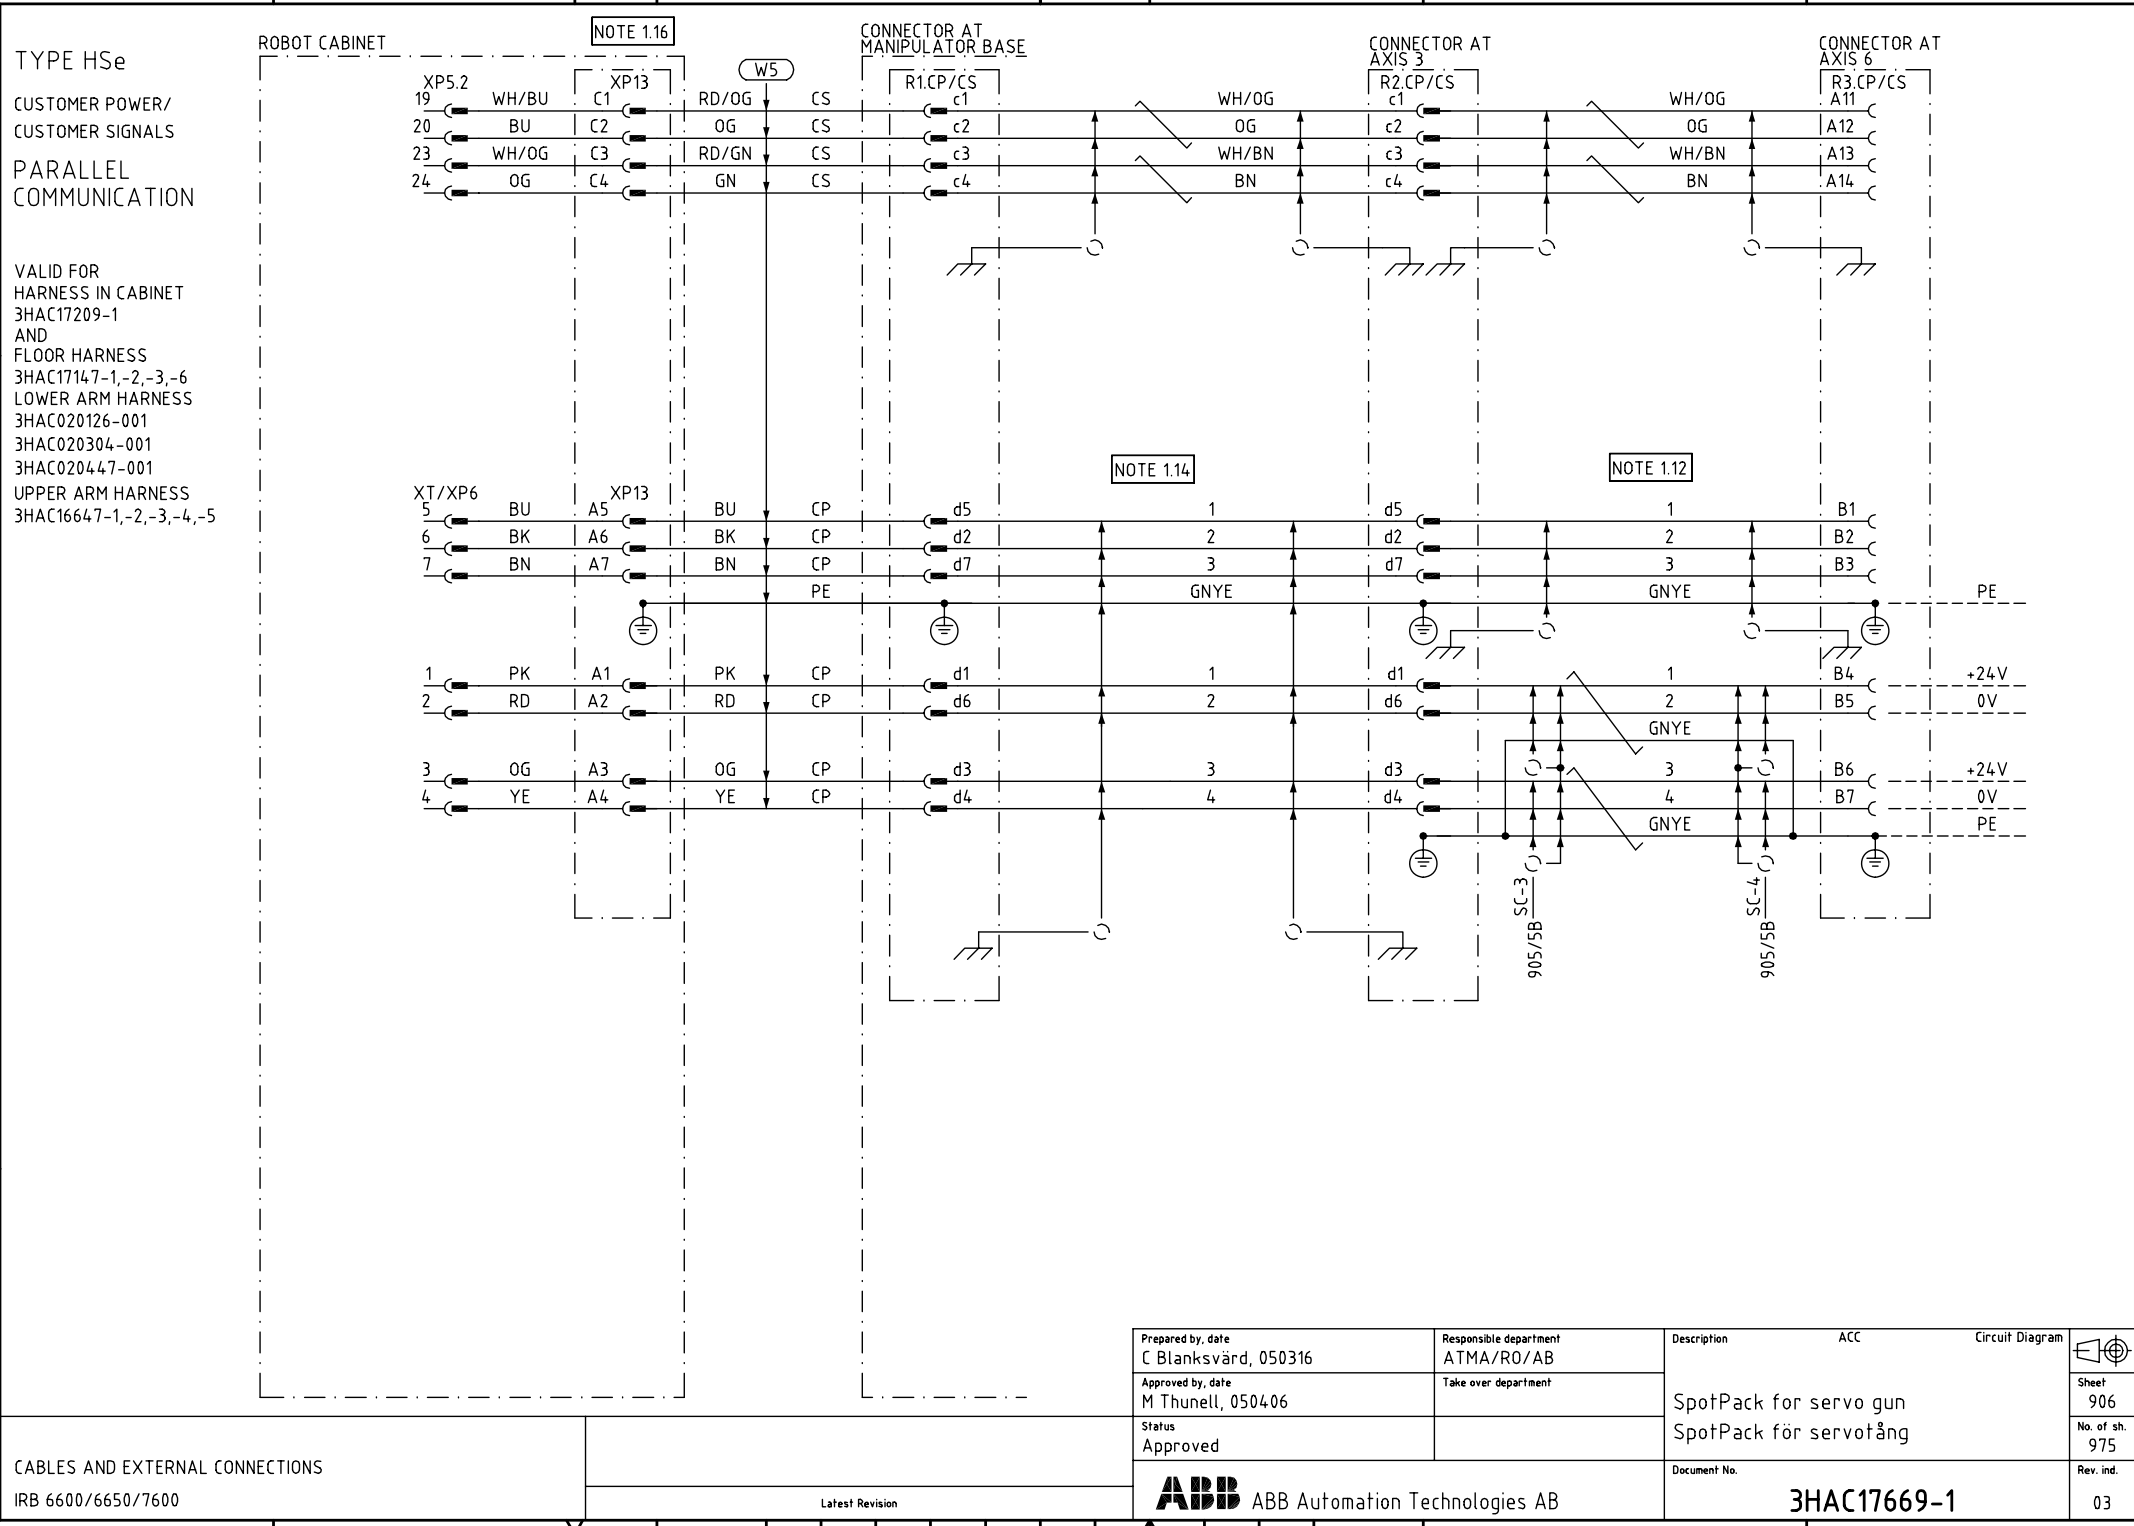 TYPE HSe
CUSTOMER POWER/
CUSTOMER SIGNALS
PARALLEL
COMMUNICATION
VALID FOR
HARNESS IN CABINET
3HAC17209-1
AND
FLOOR HARNESS
3HAC17147-1,-2,-3,-6
LOWER ARM HARNESS
3HAC020126-001
3HAC020304-001
3HAC020447-001
UPPER ARM HARNESS
3HAC16647-1,-2,-3,-4,-5
ROBOT CABINET
NOTE 1.16
CONNECTOR AT
MANIPULATOR BASE
CONNECTOR AT
AXIS 3
CONNECTOR AT
AXIS 6
XP5.2 XP13 W5 R1.CP/CS R2.CP/CS R3.CP/CS
19 WH/BU C1 RD/OG CS c1 WH/OG c1 WH/OG A11
20 BU C2 OG CS c2 OG c2 OG A12
23 WH/OG C3 RD/GN CS c3 WH/BN c3 WH/BN A13
24 OG C4 GN CS c4 BN c4 BN A14
NOTE 1.14 NOTE 1.12
XT/XP6 XP13
5 BU A5 BU CP d5 1 d5 1 B1
6 BK A6 BK CP d2 2 d2 2 B2
7 BN A7 BN CP d7 3 d7 3 B3
PE GNYE GNYE PE
1 PK A1 PK CP d1 1 d1 1 B4 +24V
2 RD A2 RD CP d6 2 d6 2 B5 0V
GNYE
3 OG A3 OG CP d3 3 d3 3 B6 +24V
4 YE A4 YE CP d4 4 d4 4 B7 0V
GNYE PE
SC-3 SC-4
905/5B 905/5B
Prepared by, date
C Blanksvärd, 050316
Responsible department
ATMA/RO/AB
Description ACC Circuit Diagram
Approved by, date
M Thunell, 050406
Take over department
SpotPack for servo gun
SpotPack för servotång
Sheet
906
Status
Approved
No. of sh.
975
CABLES AND EXTERNAL CONNECTIONS
IRB 6600/6650/7600
Latest Revision
ABB ABB Automation Technologies AB
Document No.
3HAC17669-1
Rev. ind.
03